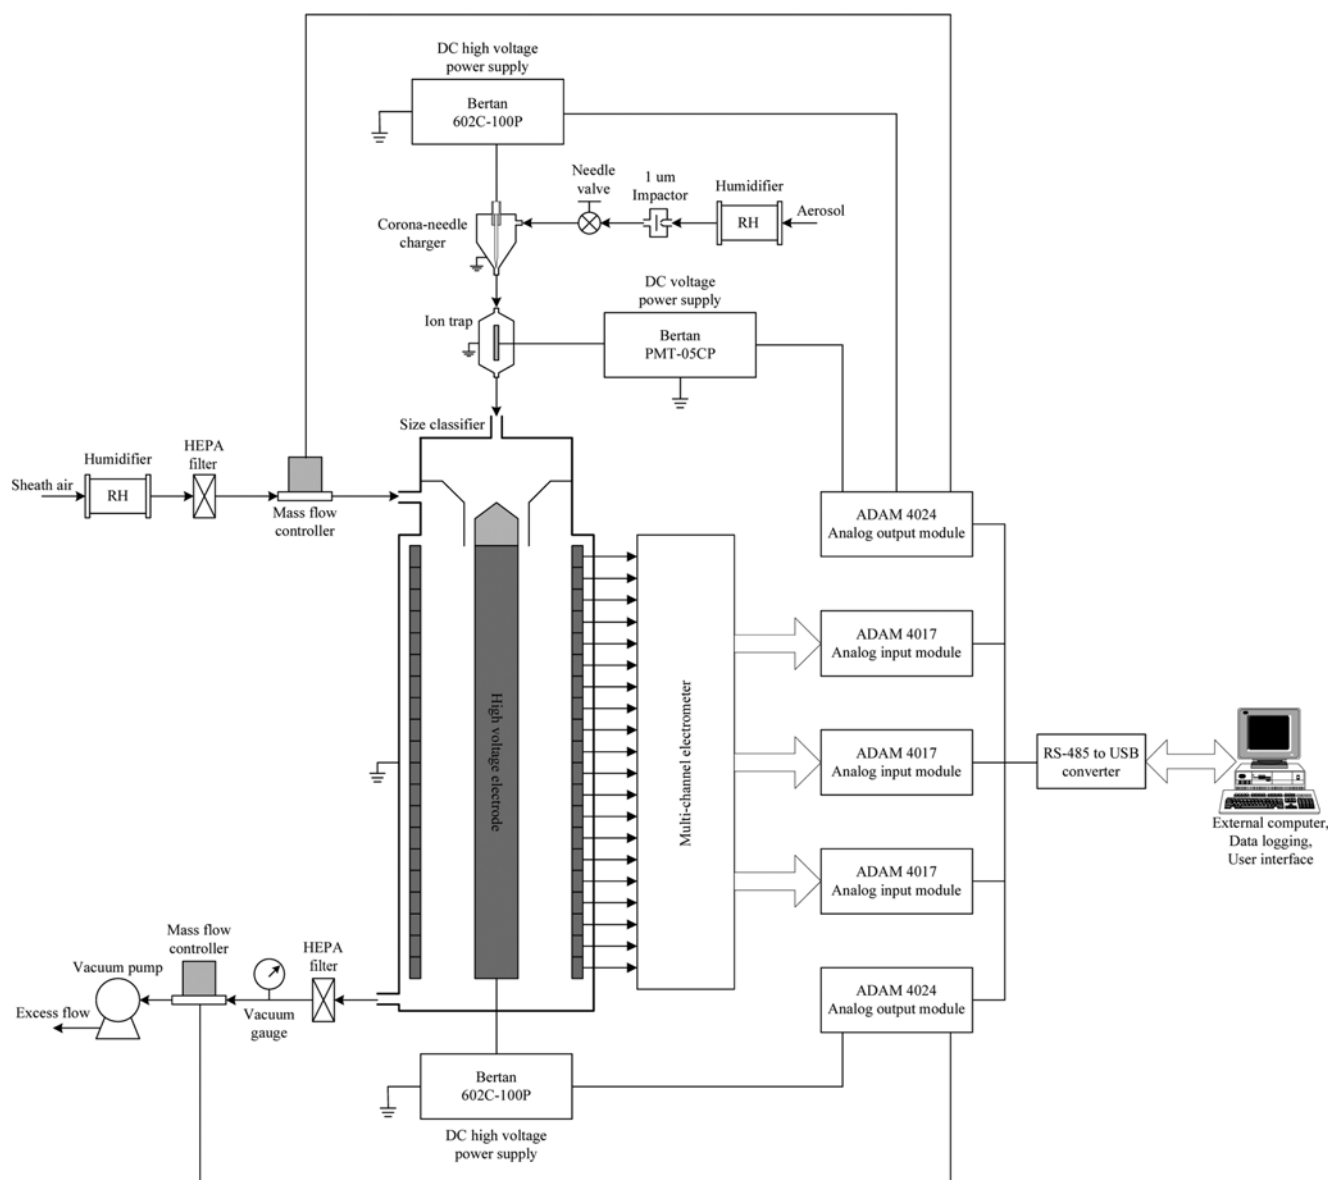 DC high voltage
power supply
Bertan
602C-100P
Needle
valve
1 um
Impactor
Humidifier
RH
Aerosol
Corona-needle
charger
DC voltage
power supply
Ion trap
Bertan
PMT-05CP
Size classifier
HEPA
filter
Humidifier
Sheath air
RH
Mass flow
controller
ADAM 4024
Analog output module
ADAM 4017
Analog input module
High voltage electrode
Multi-channel electrometer
ADAM 4017
Analog input module
RS-485 to USB
converter
External computer,
Data logging,
User interface
ADAM 4017
Analog input module
Mass flow
controller
HEPA
filter
Vacuum pump
Excess flow
Vacuum
gauge
ADAM 4024
Analog output module
Bertan
602C-100P
DC high voltage
power supply